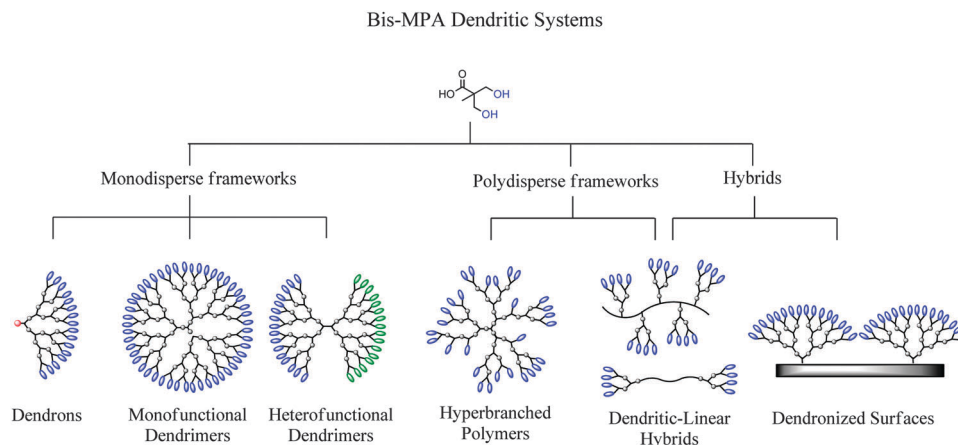 Bis-MPA Dendritic Systems
O
HO
OH
OH
Monodisperse frameworks
Polydisperse frameworks
Hybrids
Dendrons
Monofunctional
Dendrimers
Heterofunctional
Dendrimers
Hyperbranched
Polymers
Dendritic-Linear
Hybrids
Dendronized Surfaces